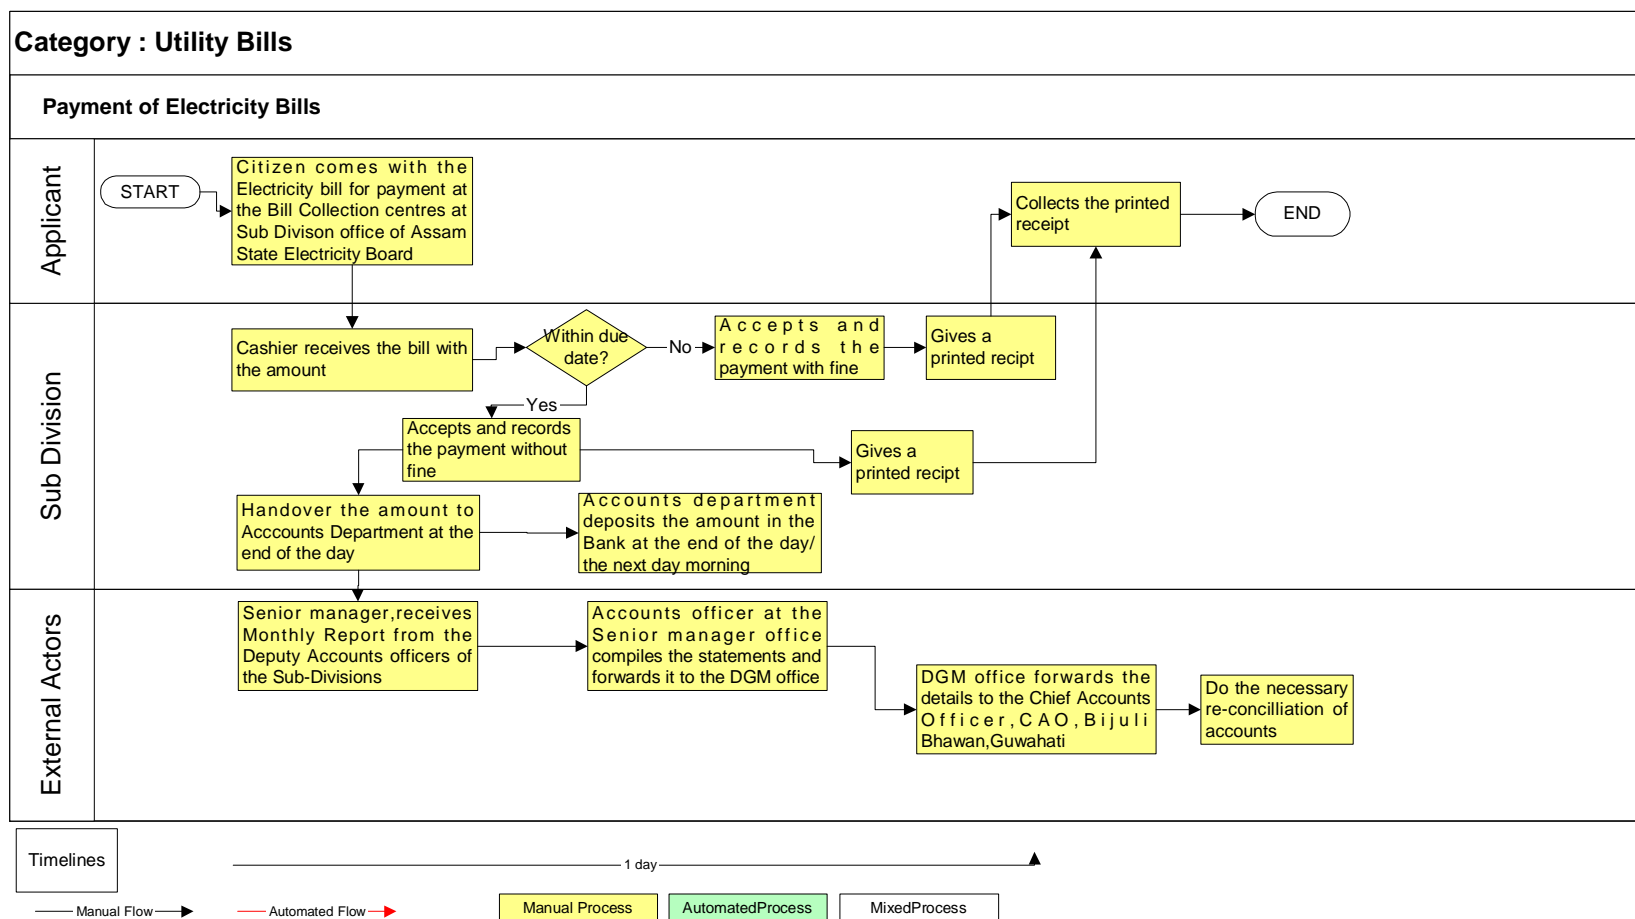 Category : Utility Bills
Payment of Electricity Bills
Applicant
START
Citizen comes with the
Electricity bill for payment at
the Bill Collection centres at
Sub Divison office of Assam
State Electricity Board
Collects the printed
receipt
END
Sub Division
Cashier receives the bill with
the amount
Within due
date?
No
Accepts and
records the
payment with fine
Gives a
printed recipt
Yes
Accepts and records
the payment without
fine
Gives a
printed recipt
Handover the amount to
Acccounts Department at the
end of the day
Accounts department
deposits the amount in the
Bank at the end of the day/
the next day morning
External Actors
Senior manager,receives
Monthly Report from the
Deputy Accounts officers of
the Sub-Divisions
Accounts officer at the
Senior manager office
compiles the statements and
forwards it to the DGM office
DGM office forwards the
details to the Chief Accounts
Officer,CAO,Bijuli
Bhawan,Guwahati
Do the necessary
re-concilliation of
accounts
Timelines
1 day
Manual Flow
Automated Flow
Manual Process
AutomatedProcess
MixedProcess